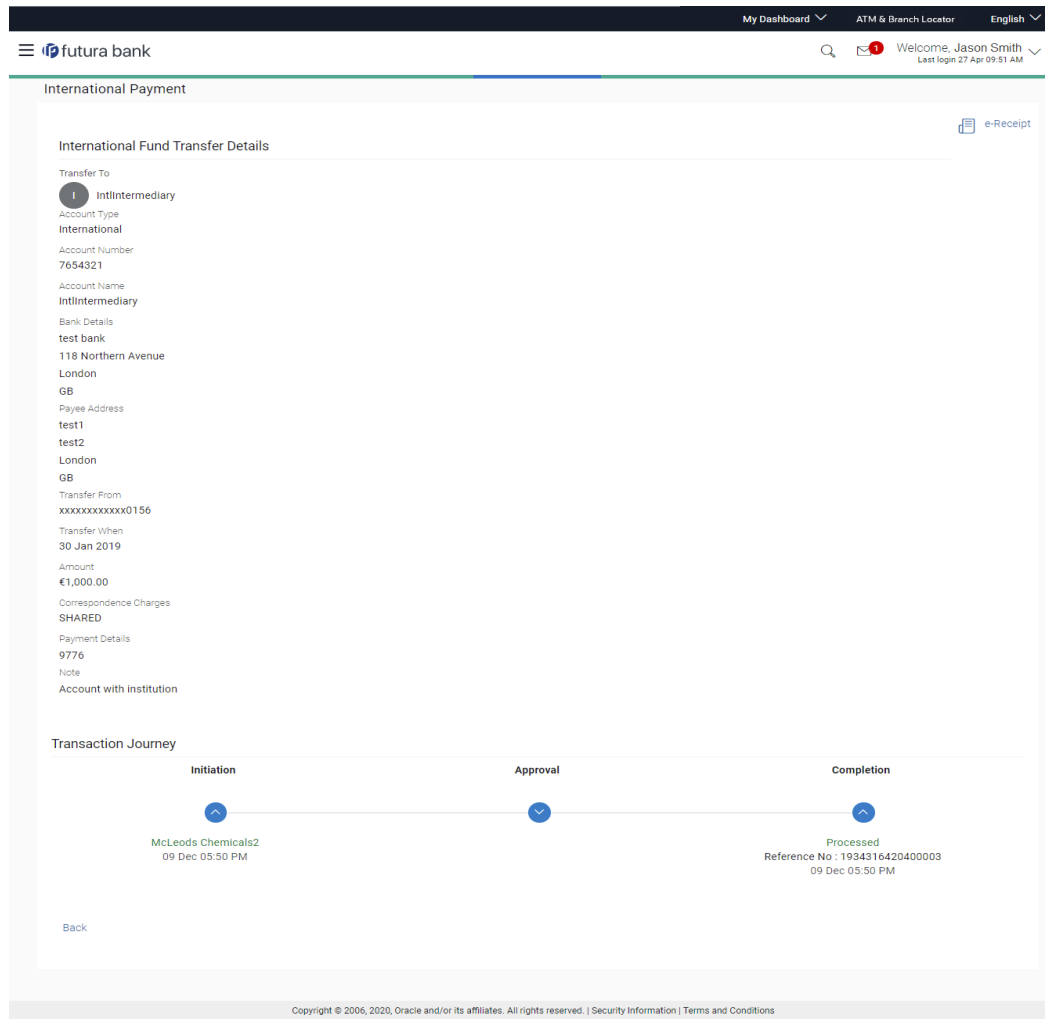 My Dashboard ATM & Branch Locator English
futura bank 1 Welcome, Jason Smith
Last login 27 Apr 09:51 AM
International Payment
e-Receipt
International Fund Transfer Details
Transfer To
I IntlIntermediary
Account Type
International
Account Number
7654321
Account Name
IntlIntermediary
Bank Details
test bank
118 Northern Avenue
London
GB
Payee Address
test1
test2
London
GB
Transfer From
xxxxxxxxxxxx0156
Transfer When
30 Jan 2019
Amount
€1,000.00
Correspondence Charges
SHARED
Payment Details
9776
Note
Account with institution
Transaction Journey
Initiation Approval Completion
McLeods Chemicals2 Processed
09 Dec 05:50 PM Reference No : 1934316420400003
09 Dec 05:50 PM
Back
Copyright © 2006, 2020, Oracle and/or its affiliates. All rights reserved. | Security Information | Terms and Conditions